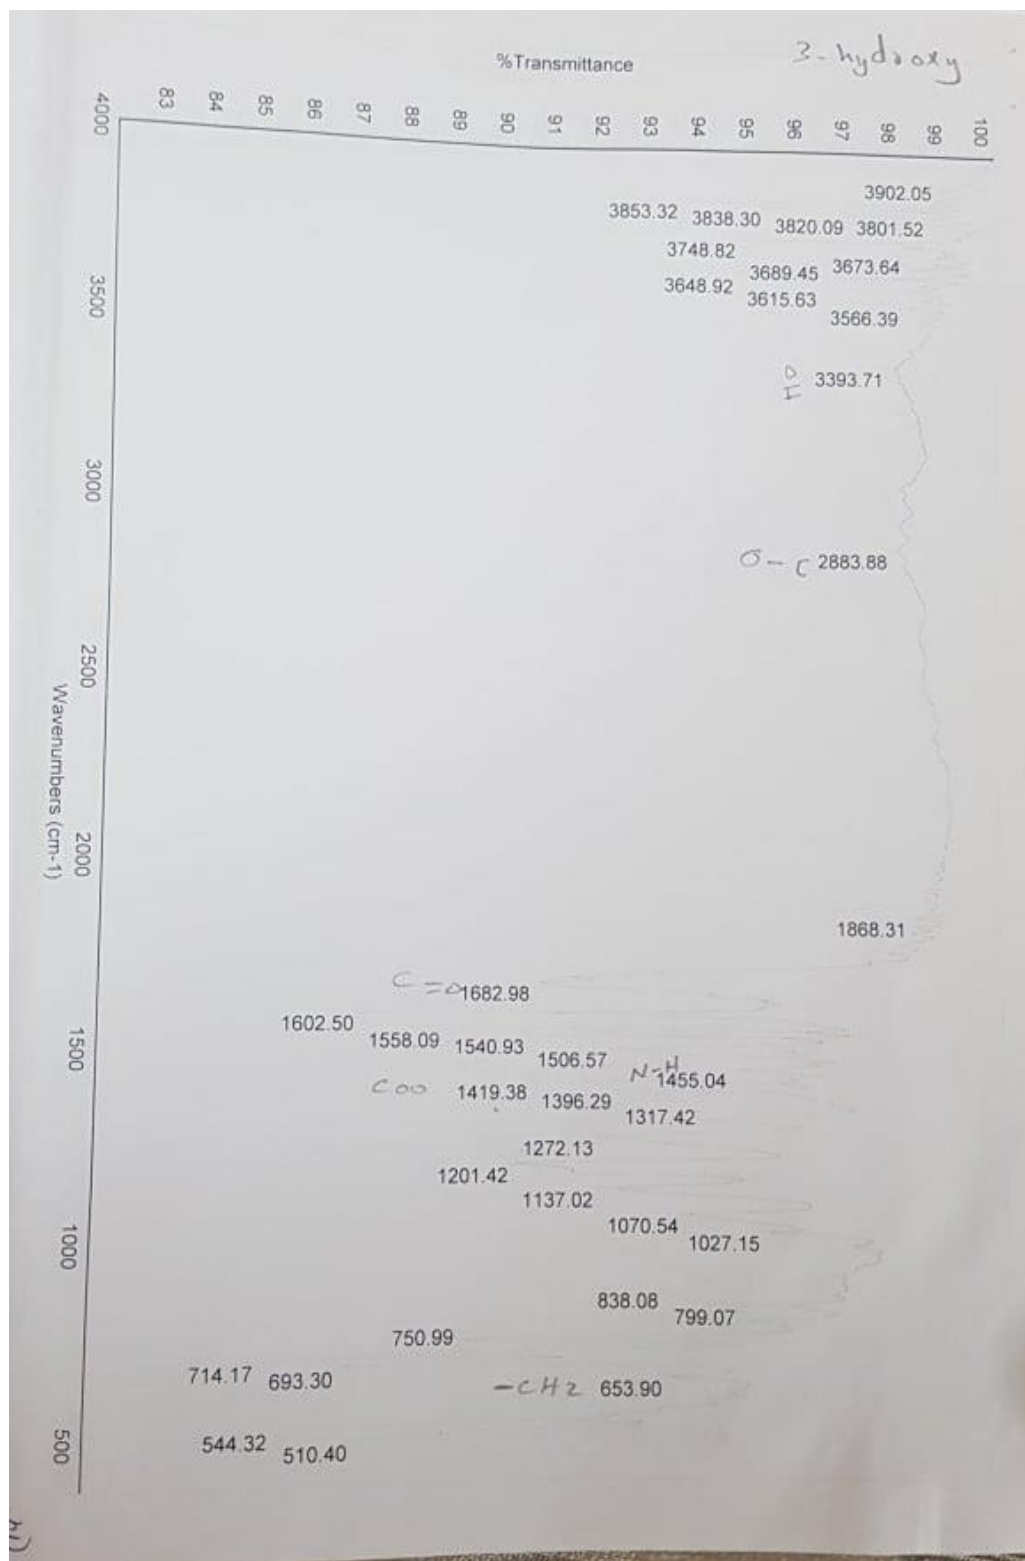 3-hydroxy
%Transmittance
83 84 85 86 87 88 89 90 91 92 93 94 95 96 97 98 99 100
4000
3902.05
3853.32 3838.30 3820.09 3801.52
3748.82
3689.45 3673.64
3648.92
3615.63
3566.39
3500
OH 3393.71
3000
O-C 2883.88
2500
Wavenumbers (cm-1)
2000
1868.31
C=O 1682.98
1602.50
1558.09 1540.93
1506.57
1500
N-H 1455.04
COO 1419.38 1396.29
1317.42
1272.13
1201.42
1137.02
1070.54
1027.15
1000
838.08
799.07
750.99
714.17 693.30
-CH2 653.90
544.32 510.40
500